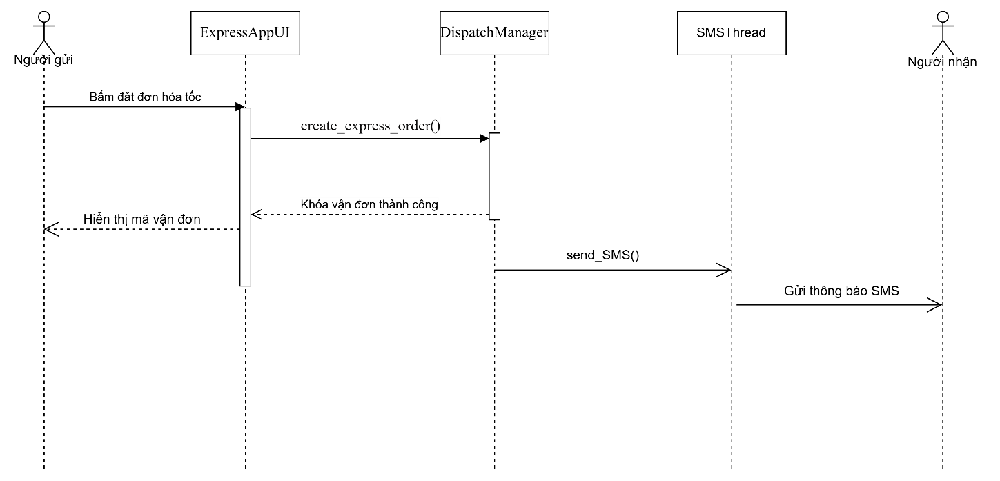 Người gửi
ExpressAppUI
DispatchManager
SMSThread
Người nhận
Bấm đăt đơn hỏa tốc
create_express_order()
Khóa vận đơn thành công
Hiển thị mã vận đơn
send_SMS()
Gửi thông báo SMS